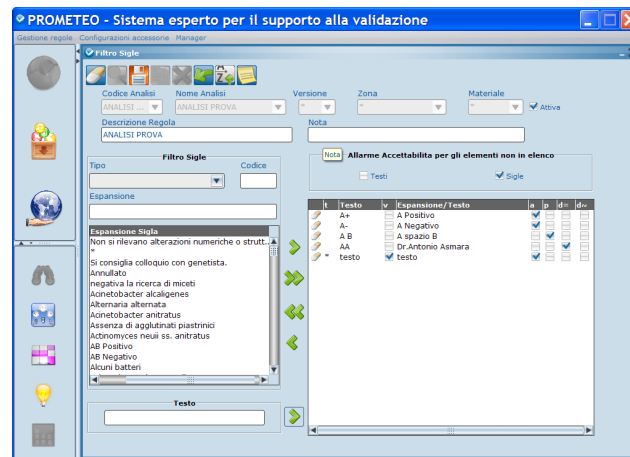 PROMETEO - Sistema esperto per il supporto alla validazione
Gestione regole Configurazioni accessorie Manager
Filtro Sigle
Codice Analisi Nome Analisi Versione Zona Materiale
ANALISI ... ANALISI PROVA * * * Attiva
Descrizione Regola Nota
ANALISI PROVA
Filtro Sigle
Nota Allarme Accettabilita per gli elementi non in elenco
Tipo Codice
Testi Sigle
Espansione
t Testo v Espansione/Testo a p d= d~
A+ A Positivo
A- A Negativo
A B A spazio B
AA Dr.Antonio Asmara
* testo testo
Espansione Sigla
Non si rilevano alterazioni numeriche o strutt..
*
Si consiglia colloquio con genetista.
Annullato
negativa la ricerca di miceti
Acinetobacter alcaligenes
Alternaria alternata
Acinetobacter anitratus
Assenza di agglutinati piastrinici
Actinomyces neuii ss. anitratus
AB Positivo
AB Negativo
Alcuni batteri
Testo